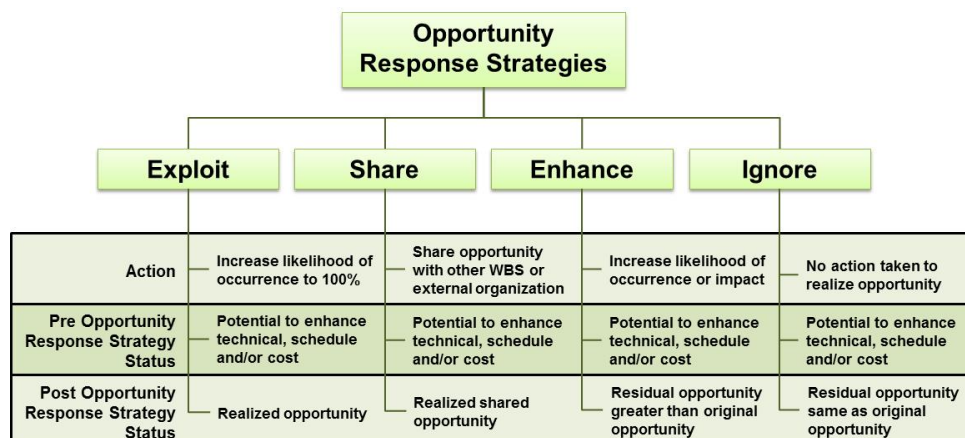 Opportunity
Response Strategies
Exploit
Share
Enhance
Ignore
Action
Increase likelihood of
occurrence to 100%
Share opportunity
with other WBS or
external organization
Increase likelihood of
occurrence or impact
No action taken to
realize opportunity
Pre Opportunity
Response Strategy
Status
Potential to enhance
technical, schedule
and/or cost
Potential to enhance
technical, schedule
and/or cost
Potential to enhance
technical, schedule
and/or cost
Potential to enhance
technical, schedule
and/or cost
Post Opportunity
Response Strategy
Status
Realized opportunity
Realized shared
opportunity
Residual opportunity
greater than original
opportunity
Residual opportunity
same as original
opportunity